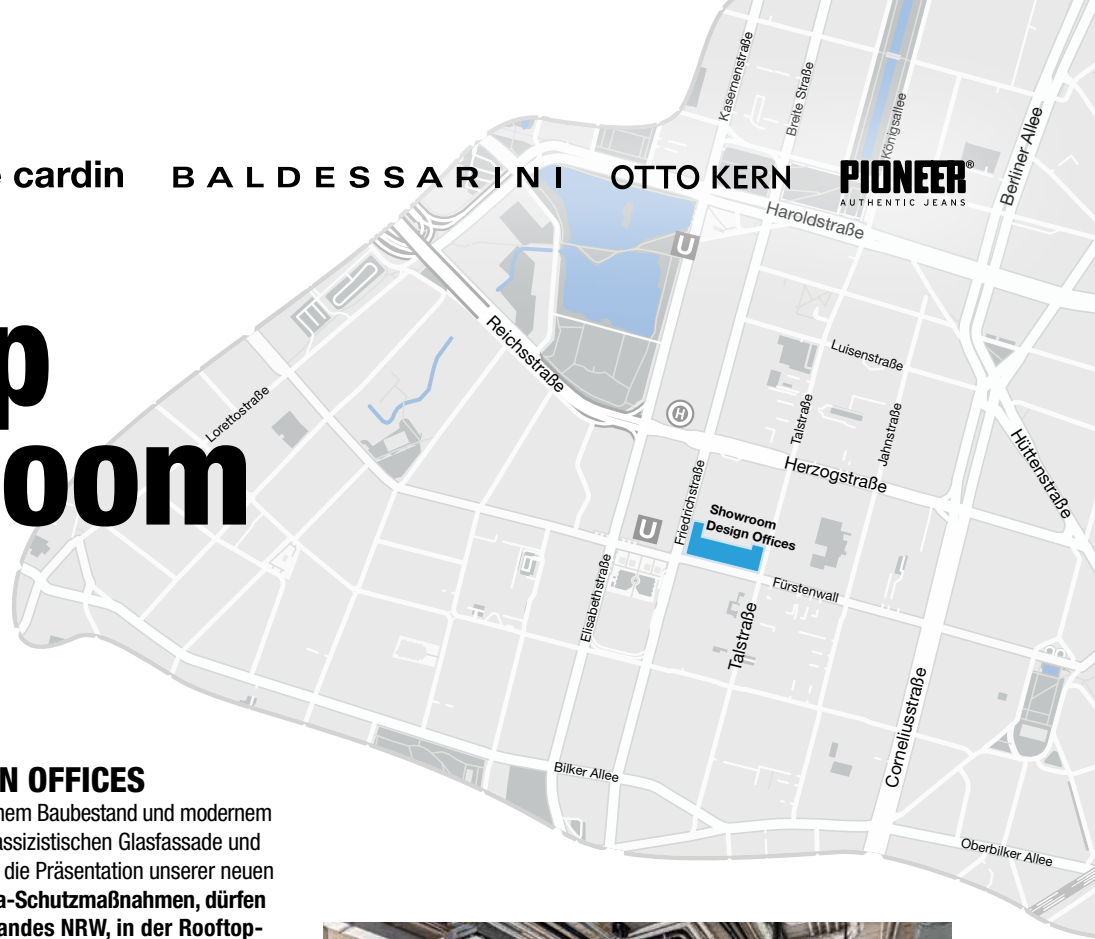 cardin BALDESSARINI OTTO KERN PIONEER®
AUTHENTIC JEANS
Kasernenstraße
Breite Straße
Königsallee
Berliner Allee
Haroldstraße
U
Reichsstraße
Luisenstraße
Lorettostraße
H
Talstraße
Jahnstraße
Hüttenstraße
Herzogstraße
Friedrichstraße
Showroom
Design Offices
U
Elisabethstraße
Fürstenwall
Talstraße
Corneliusstraße
Bilker Allee
Oberbilker Allee
p
oom
N OFFICES
nem Baubestand und modernem
assizistischen Glasfassade und
die Präsentation unserer neuen
a-Schutzmaßnahmen, dürfen
andes NRW, in der Rooftop-